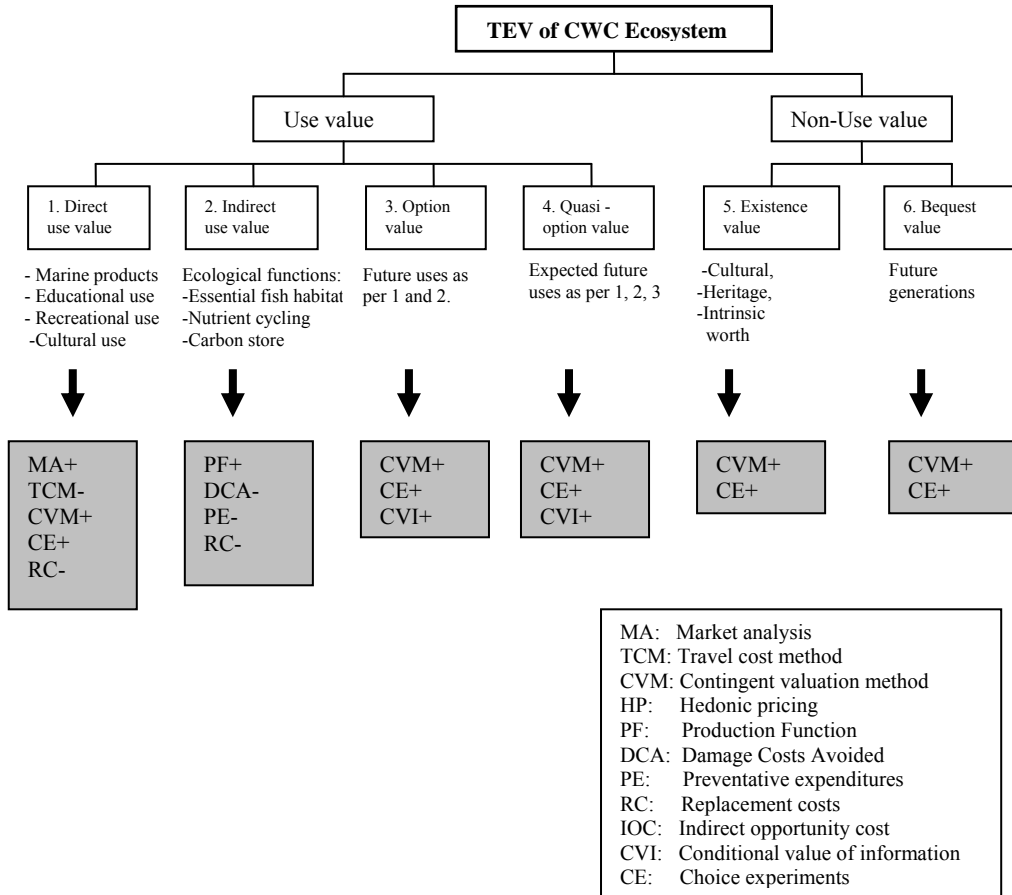 TEV of CWC Ecosystem
Use value
Non-Use value
1. Direct
use value
2. Indirect
use value
3. Option
value
4. Quasi -
option value
5. Existence
value
6. Bequest
value
- Marine products
- Educational use
- Recreational use
-Cultural use
Ecological functions:
-Essential fish habitat
-Nutrient cycling
-Carbon store
Future uses as
per 1 and 2.
Expected future
uses as per 1, 2, 3
-Cultural,
-Heritage,
-Intrinsic
worth
Future
generations
MA+
TCM-
CVM+
CE+
RC-
PF+
DCA-
PE-
RC-
CVM+
CE+
CVI+
CVM+
CE+
CVI+
CVM+
CE+
CVM+
CE+
MA: Market analysis
TCM: Travel cost method
CVM: Contingent valuation method
HP: Hedonic pricing
PF: Production Function
DCA: Damage Costs Avoided
PE: Preventative expenditures
RC: Replacement costs
IOC: Indirect opportunity cost
CVI: Conditional value of information
CE: Choice experiments